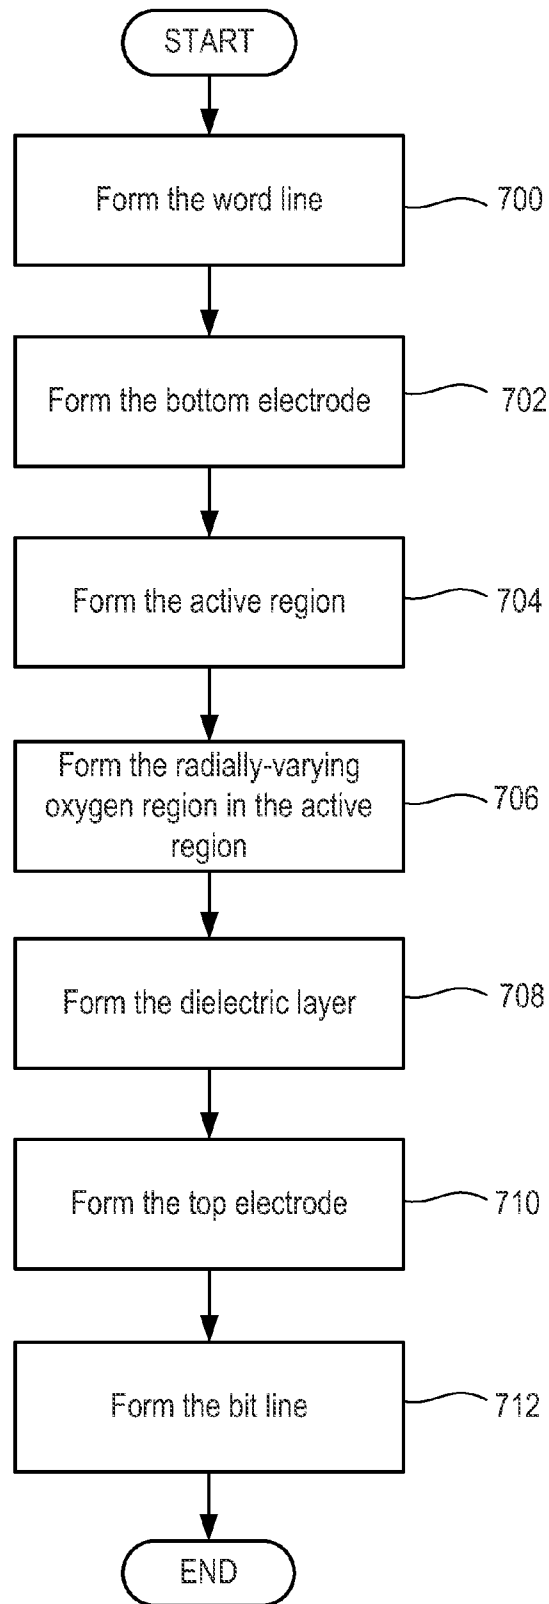 START
Form the word line
700
Form the bottom electrode
702
Form the active region
704
Form the radially-varying
oxygen region in the active
region
706
Form the dielectric layer
708
Form the top electrode
710
Form the bit line
712
END